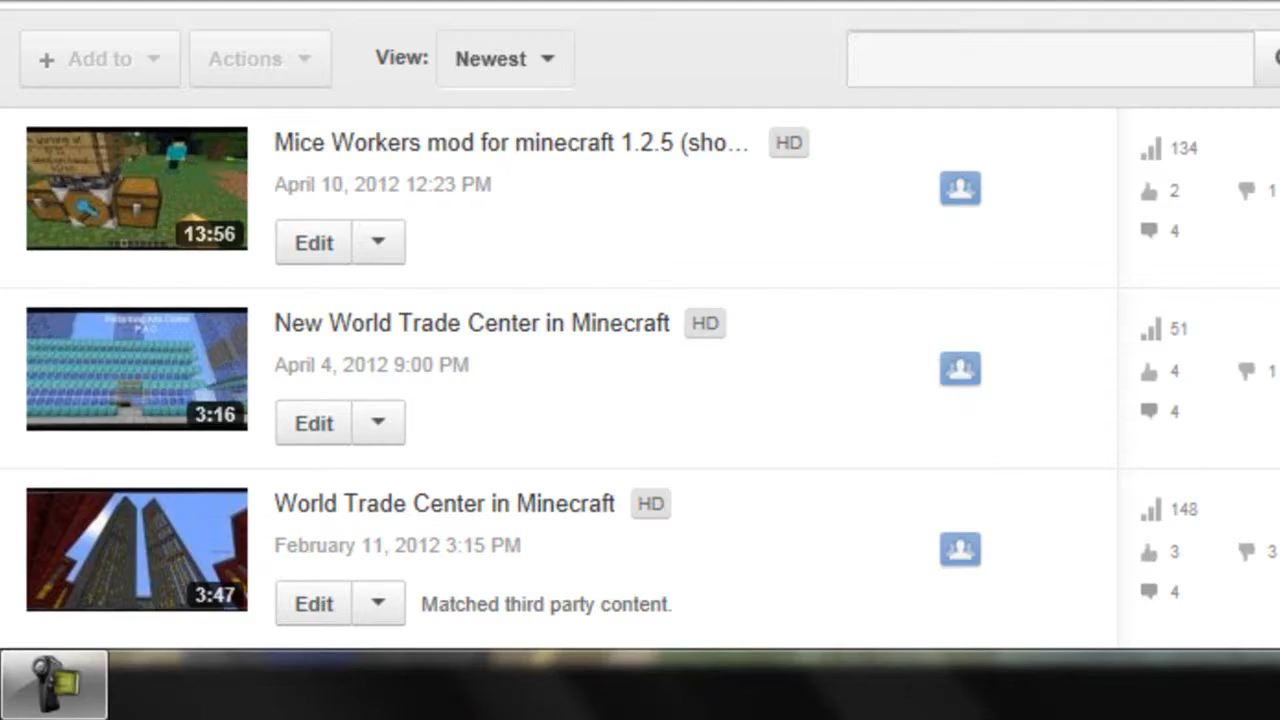 + Add to
Actions
View:
Newest
Mice Workers mod for minecraft 1.2.5 (sho...
HD
April 10, 2012 12:23 PM
13:56
Edit
134
2
1
4
New World Trade Center in Minecraft
HD
April 4, 2012 9:00 PM
3:16
Edit
51
4
1
4
World Trade Center in Minecraft
HD
February 11, 2012 3:15 PM
3:47
Edit
Matched third party content.
148
3
3
4